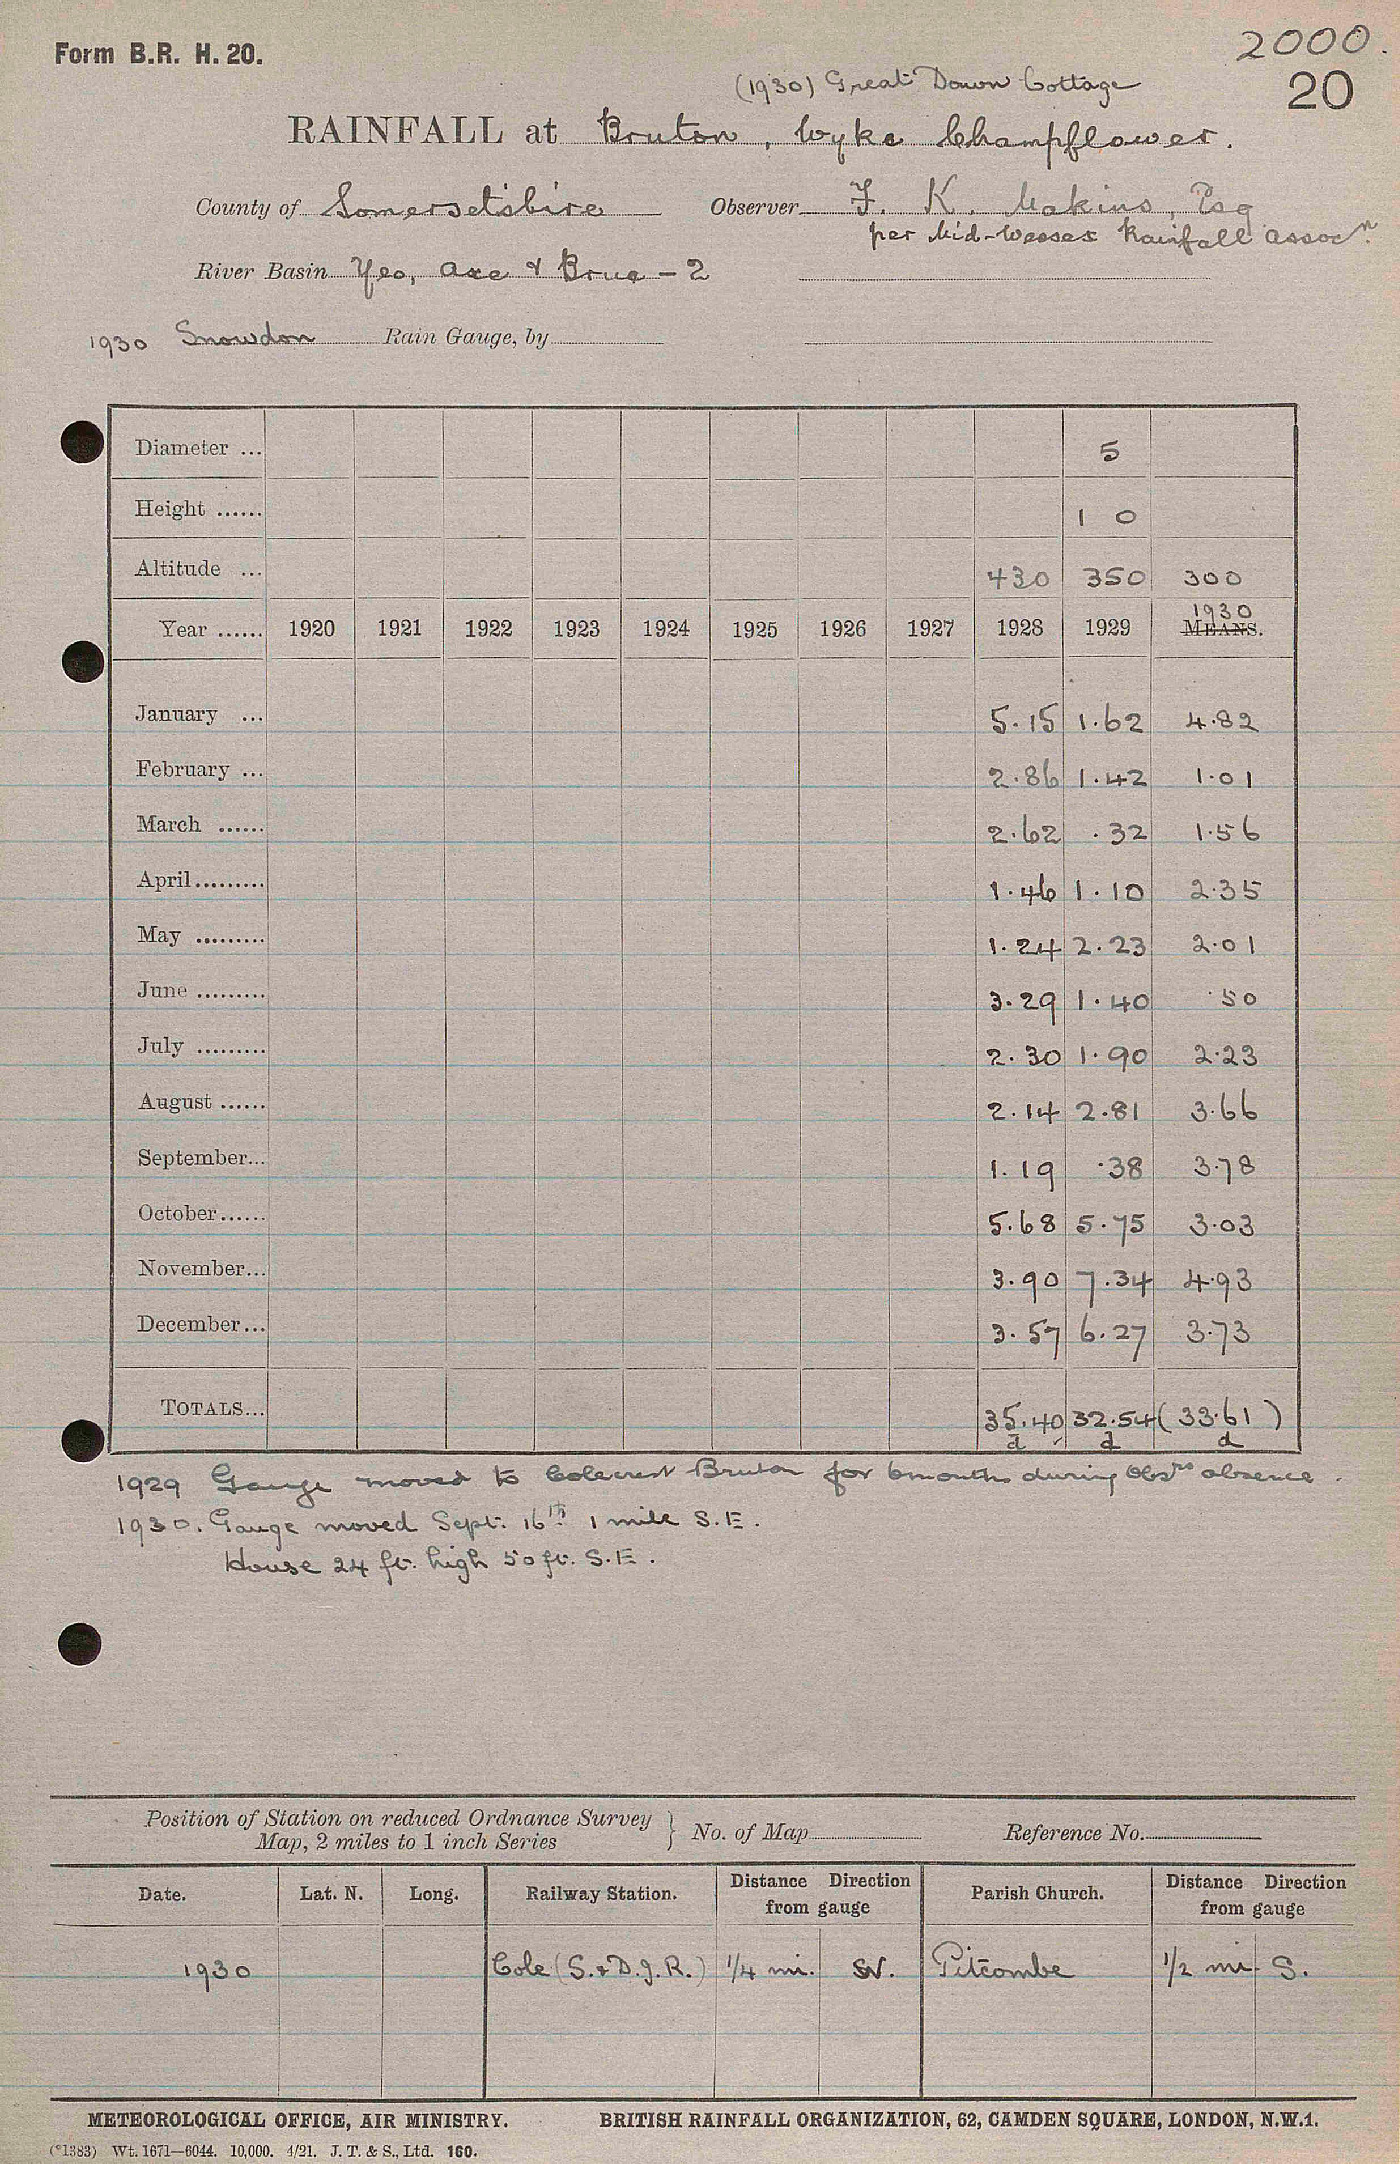 Form B.R. H. 20.
2000.
20
(1930) Great Down Cottage
RAINFALL at Bruton, Wyke Champflower.
County of Somersetshire Observer F. K. Makins, Esq
per Mid-Wessex Rainfall Assocn.
River Basin Yeo, Axe & Brue - 2
1930 Snowdon Rain Gauge, by
Diameter ... 5
Height ...... 1 0
Altitude ... 430 350 300
1930
Year ...... 1920 1921 1922 1923 1924 1925 1926 1927 1928 1929 MEANS.
January ... 5.15 1.62 4.82
February ... 2.86 1.42 1.01
March ...... 2.62 .32 1.56
April......... 1.46 1.10 2.35
May ......... 1.24 2.23 2.01
June ......... 3.29 1.40 .50
July ......... 2.30 1.90 2.23
August ...... 2.14 2.81 3.66
September... 1.19 .38 3.78
October...... 5.68 5.75 3.03
November... 3.90 7.34 4.93
December... 3.57 6.27 3.73
TOTALS... 35.40 32.54 (33.61)
d d d
1929 Gauge moved to Colecrest Bruton for 6 months during Obsrs absence.
1930. Gauge moved Sept. 16th 1 mile S.E.
House 24 ft. high 50 ft. S.E.
Position of Station on reduced Ordnance Survey
Map, 2 miles to 1 inch Series } No. of Map Reference No.
Date. Lat. N. Long. Railway Station. Distance Direction from gauge Parish Church. Distance Direction from gauge
1930 Cole (S. & D. J. R.) 1/4 mi. SW. Pitcombe 1/2 mi. S.
METEOROLOGICAL OFFICE, AIR MINISTRY. BRITISH RAINFALL ORGANIZATION, 62, CAMDEN SQUARE, LONDON, N.W.1.
(*1383) Wt. 1671—6044. 10,000. 4/21. J. T. & S., Ltd. 160.